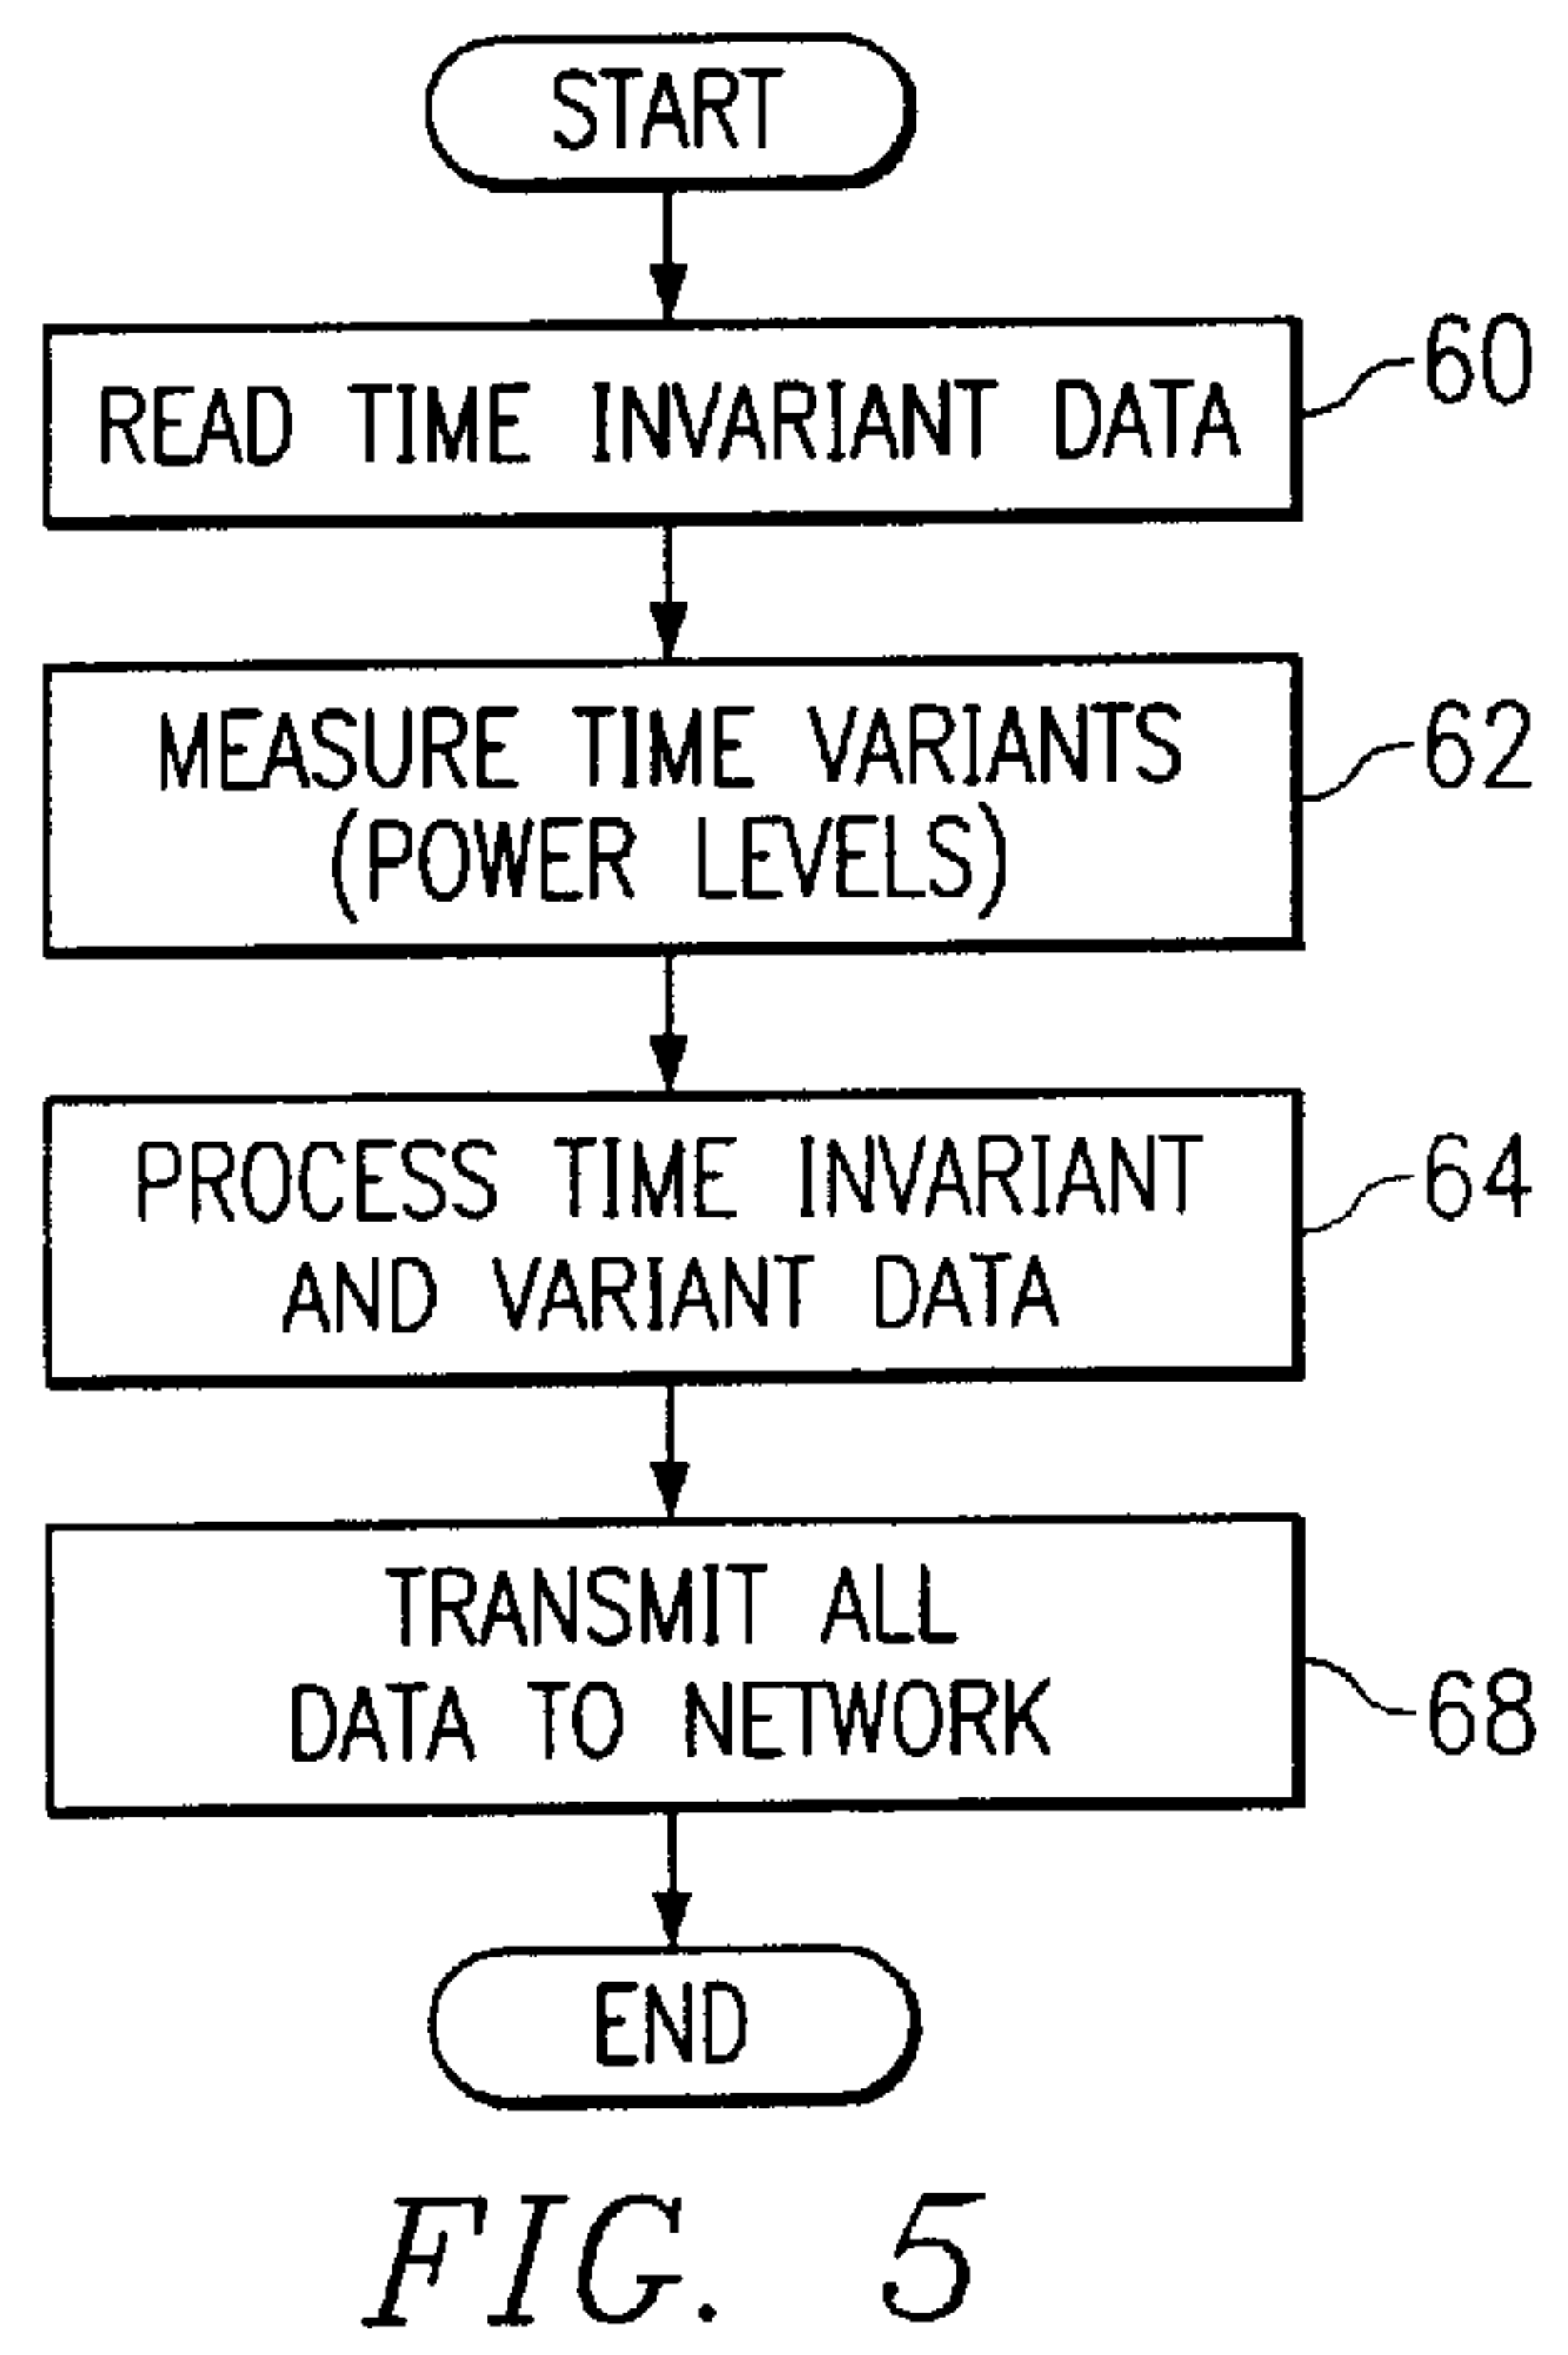 START
READ TIME INVARIANT DATA
60
MEASURE TIME VARIANTS
(POWER LEVELS)
62
PROCESS TIME INVARIANT
AND VARIANT DATA
64
TRANSMIT ALL
DATA TO NETWORK
68
END
FIG. 5